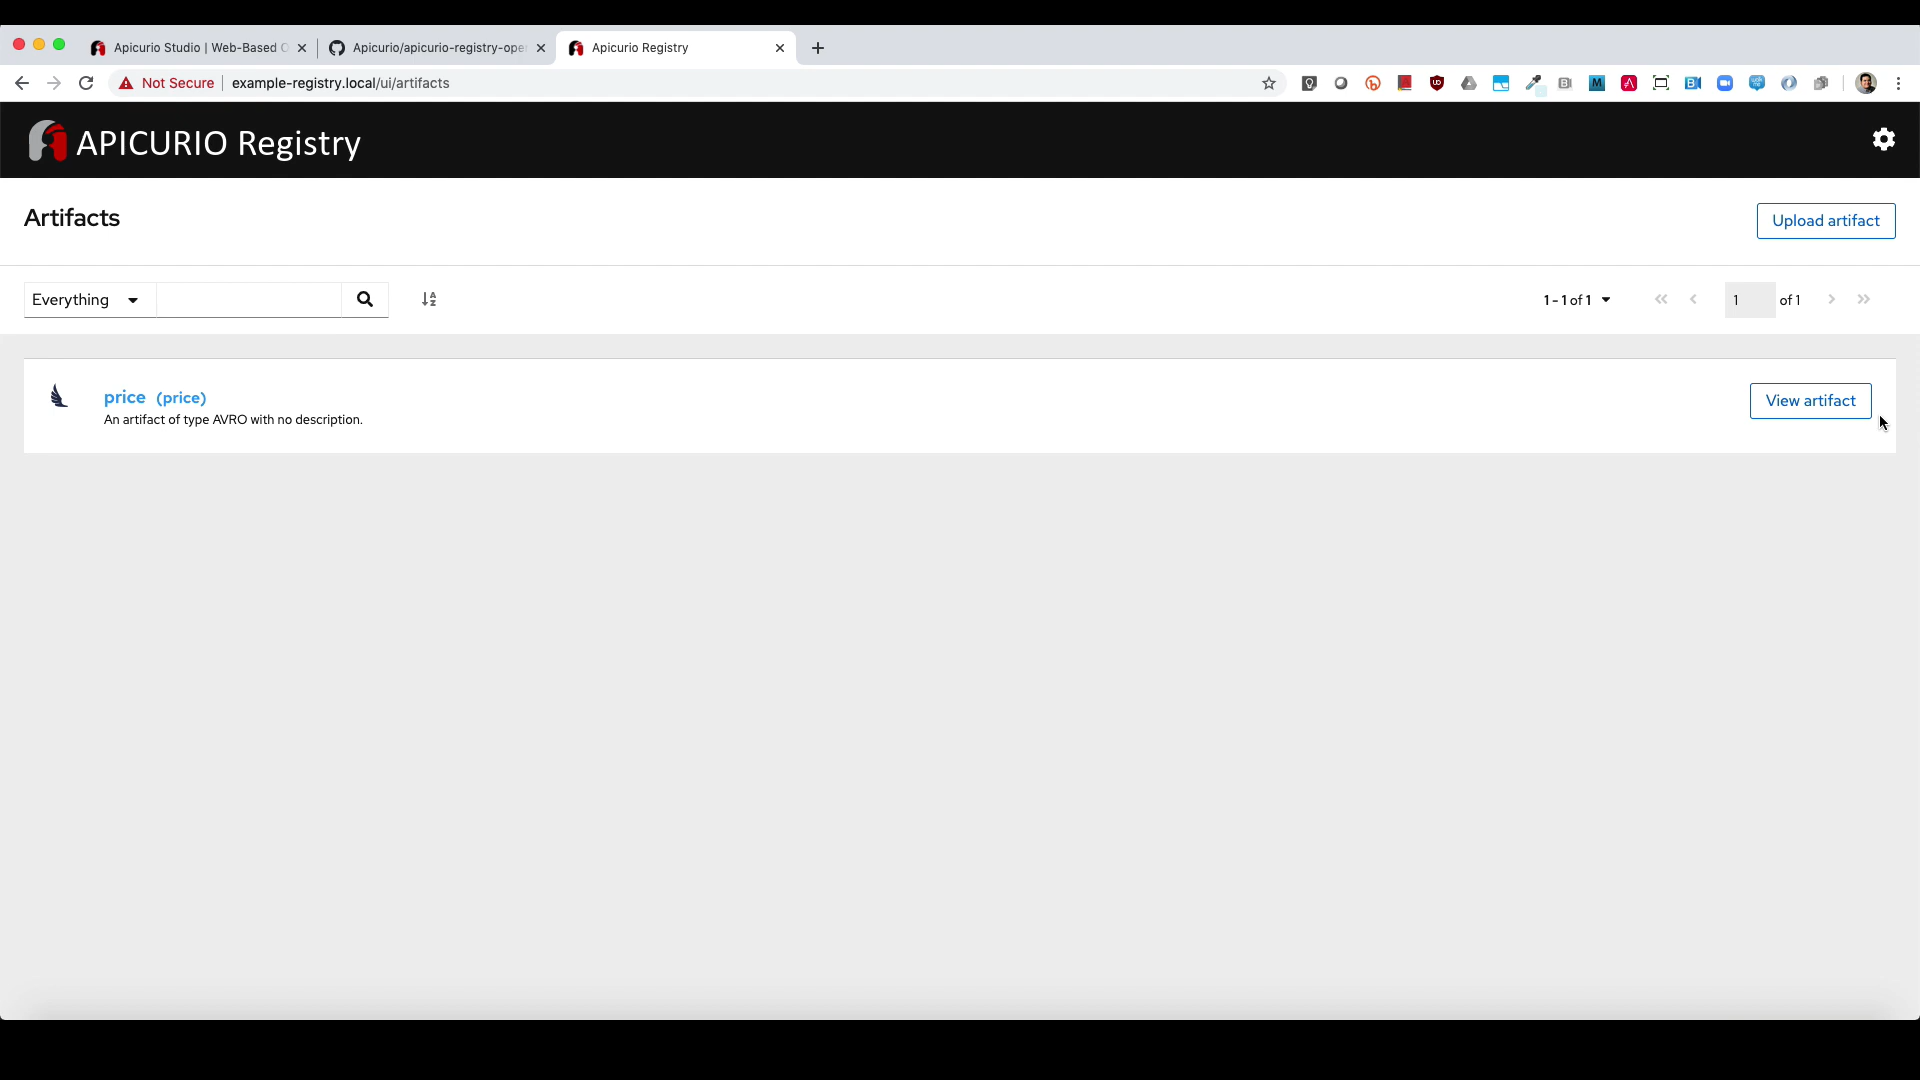 Apicurio Studio | Web-Based O
Apicurio/apicurio-registry-ope
Apicurio Registry
Not Secure
example-registry.local/ui/artifacts
APICURIO Registry
Artifacts
Upload artifact
Everything
1 - 1 of 1
1
of 1
price (price)
An artifact of type AVRO with no description.
View artifact